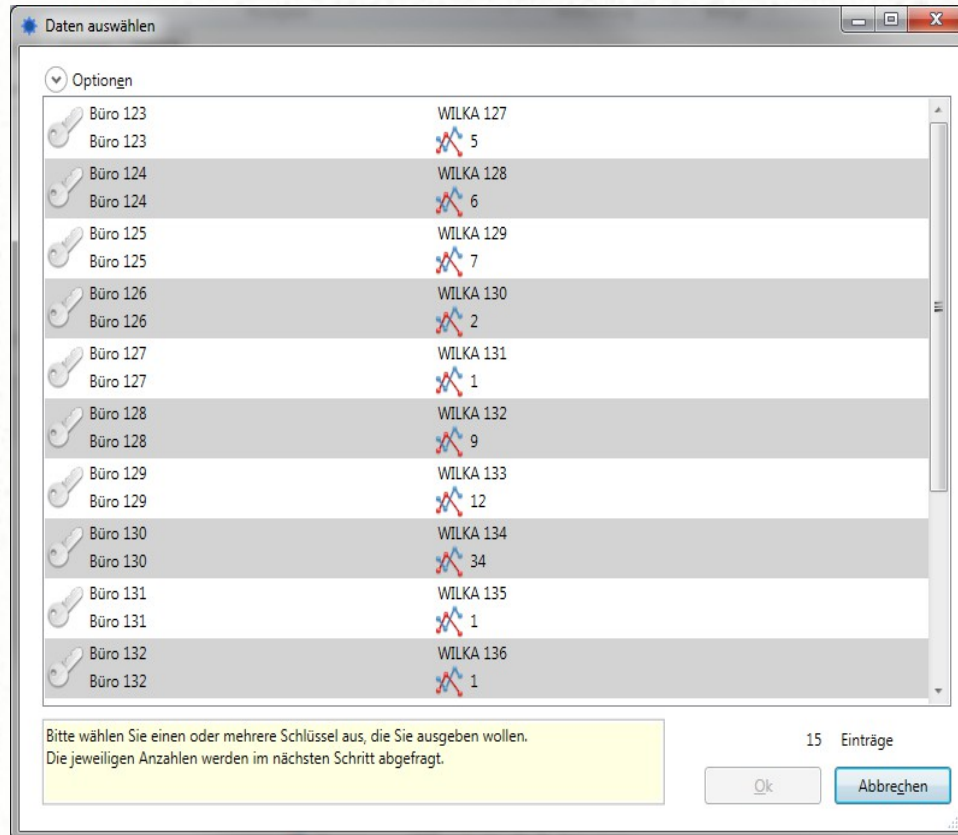 Daten auswählen
Optionen
Büro 123 WILKA 127
Büro 123 5
Büro 124 WILKA 128
Büro 124 6
Büro 125 WILKA 129
Büro 125 7
Büro 126 WILKA 130
Büro 126 2
Büro 127 WILKA 131
Büro 127 1
Büro 128 WILKA 132
Büro 128 9
Büro 129 WILKA 133
Büro 129 12
Büro 130 WILKA 134
Büro 130 34
Büro 131 WILKA 135
Büro 131 1
Büro 132 WILKA 136
Büro 132 1
Bitte wählen Sie einen oder mehrere Schlüssel aus, die Sie ausgeben wollen.
Die jeweiligen Anzahlen werden im nächsten Schritt abgefragt.
15 Einträge
Ok Abbrechen